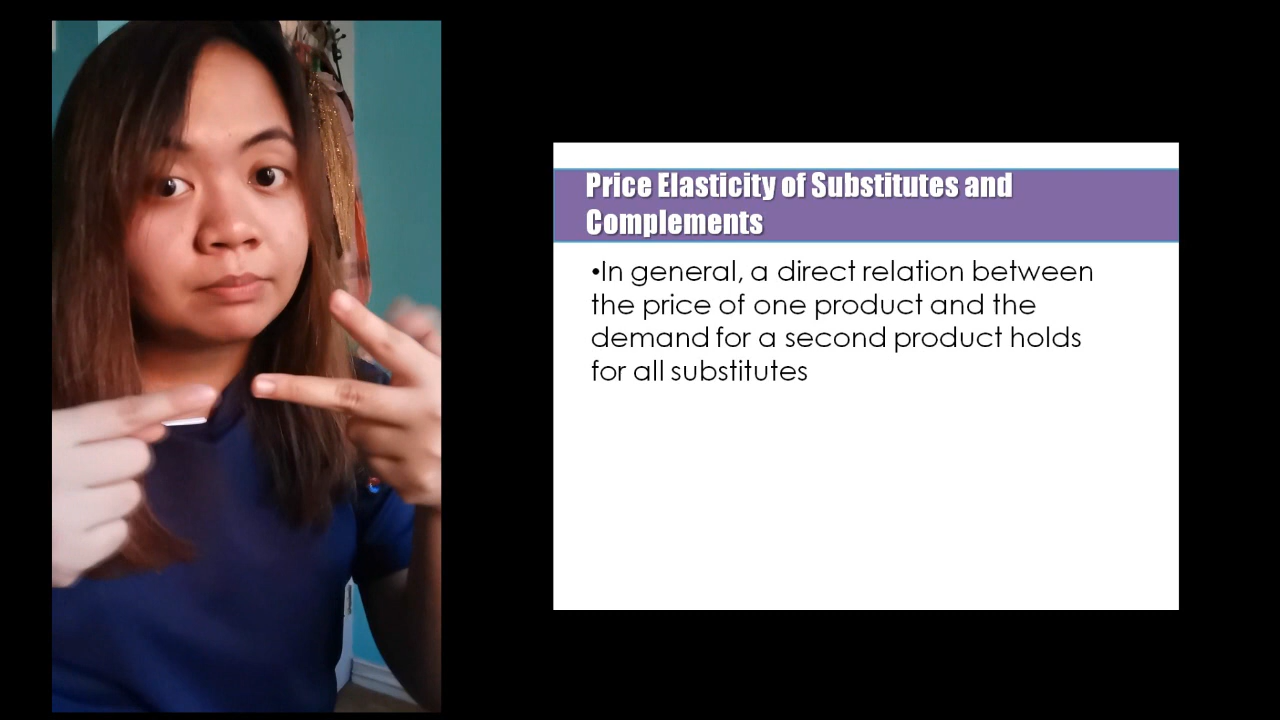 Price Elasticity of Substitutes and
Complements
•In general, a direct relation between
the price of one product and the
demand for a second product holds
for all substitutes